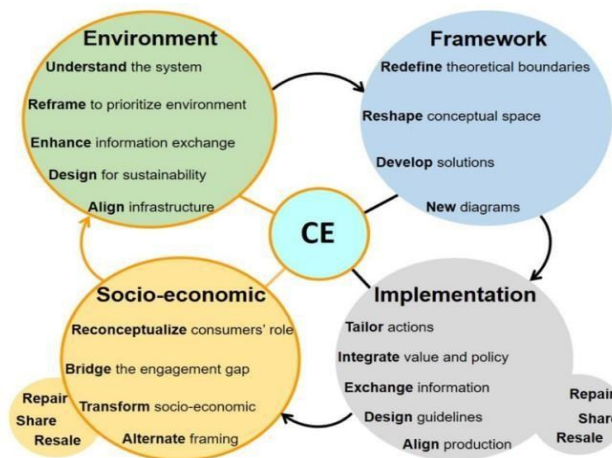 Environment
Understand the system
Reframe to prioritize environment
Enhance information exchange
Design for sustainability
Align infrastructure
Framework
Redefine theoretical boundaries
Reshape conceptual space
Develop solutions
New diagrams
CE
Socio-economic
Reconceptualize consumers' role
Bridge the engagement gap
Transform socio-economic
Alternate framing
Repair
Share
Resale
Implementation
Tailor actions
Integrate value and policy
Exchange information
Design guidelines
Align production
Repair
Share
Resale